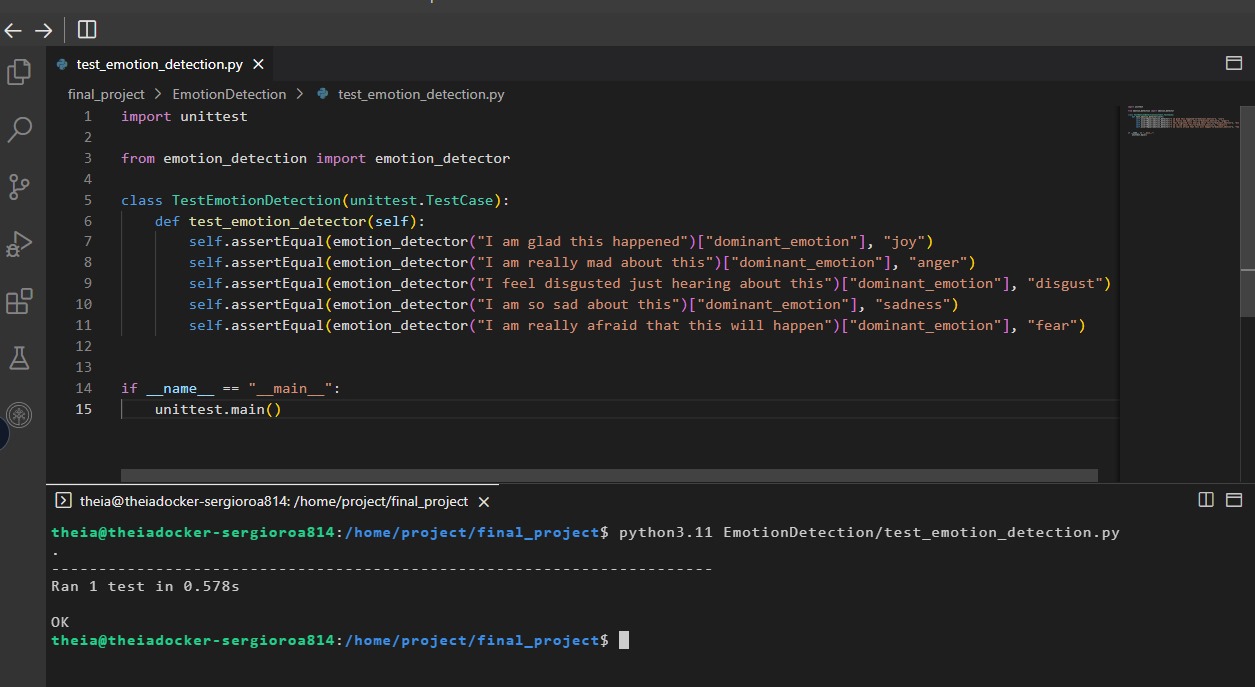 test_emotion_detection.py
final_project > EmotionDetection > test_emotion_detection.py
1 import unittest
2
3 from emotion_detection import emotion_detector
4
5 class TestEmotionDetection(unittest.TestCase):
6     def test_emotion_detector(self):
7         self.assertEqual(emotion_detector("I am glad this happened")["dominant_emotion"], "joy")
8         self.assertEqual(emotion_detector("I am really mad about this")["dominant_emotion"], "anger")
9         self.assertEqual(emotion_detector("I feel disgusted just hearing about this")["dominant_emotion"], "disgust")
10         self.assertEqual(emotion_detector("I am so sad about this")["dominant_emotion"], "sadness")
11         self.assertEqual(emotion_detector("I am really afraid that this will happen")["dominant_emotion"], "fear")
12
13
14 if __name__ == "__main__":
15     unittest.main()
theia@theiadocker-sergioroa814: /home/project/final_project
theia@theiadocker-sergioroa814:/home/project/final_project$ python3.11 EmotionDetection/test_emotion_detection.py
.
----------------------------------------------------------------------
Ran 1 test in 0.578s
OK
theia@theiadocker-sergioroa814:/home/project/final_project$